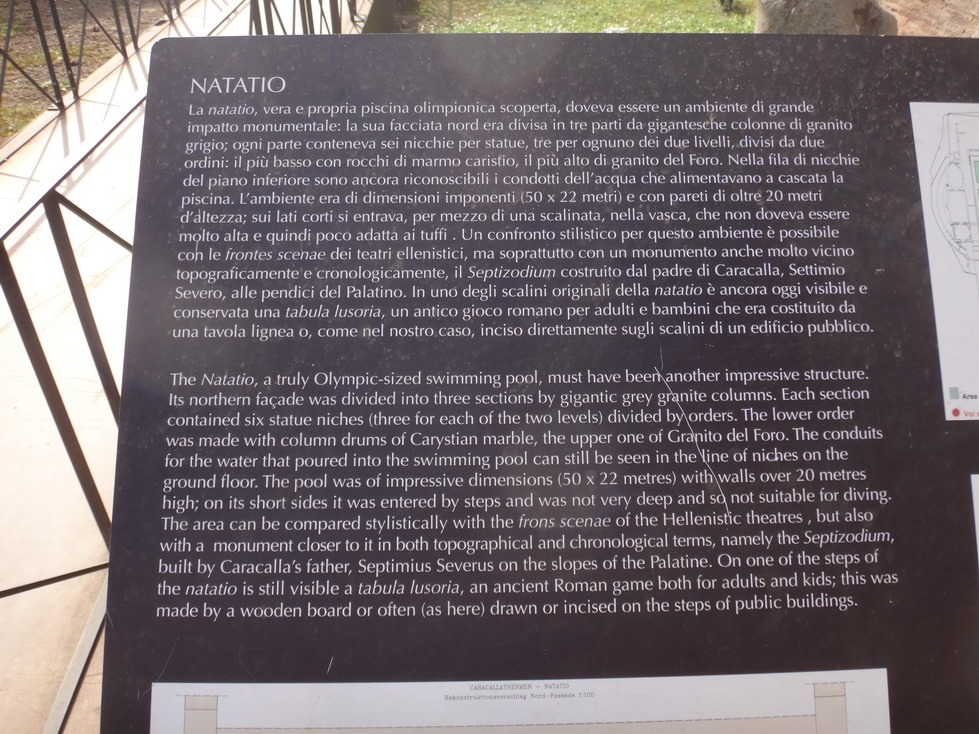 NATATIO
La natatio, vera e propria piscina olimpionica scoperta, doveva essere un ambiente di grande
impatto monumentale: la sua facciata nord era divisa in tre parti da gigantesche colonne di granito
grigio; ogni parte conteneva sei nicchie per statue, tre per ognuno dei due livelli, divisi da due
ordini: il più basso con rocchi di marmo caristio, il più alto di granito del Foro. Nella fila di nicchie
del piano inferiore sono ancora riconoscibili i condotti dell'acqua che alimentavano a cascata la
piscina. L'ambiente era di dimensioni imponenti (50 x 22 metri) e con pareti di oltre 20 metri
d'altezza; sui lati corti si entrava, per mezzo di una scalinata, nella vasca, che non doveva essere
molto alta e quindi poco adatta ai tuffi . Un confronto stilistico per questo ambiente è possibile
con le frontes scenae dei teatri ellenistici, ma soprattutto con un monumento anche molto vicino
topograficamente e cronologicamente, il Septizodium costruito dal padre di Caracalla, Settimio
Severo, alle pendici del Palatino. In uno degli scalini originali della natatio è ancora oggi visibile e
conservata una tabula lusoria, un antico gioco romano per adulti e bambini che era costituito da
una tavola lignea o, come nel nostro caso, inciso direttamente sugli scalini di un edificio pubblico.
The Natatio, a truly Olympic-sized swimming pool, must have been another impressive structure.
Its northern façade was divided into three sections by gigantic grey granite columns. Each section
contained six statue niches (three for each of the two levels) divided by orders. The lower order
was made with column drums of Carystian marble, the upper one of Granito del Foro. The conduits
for the water that poured into the swimming pool can still be seen in the line of niches on the
ground floor. The pool was of impressive dimensions (50 x 22 metres) with walls over 20 metres
high; on its short sides it was entered by steps and was not very deep and so not suitable for diving.
The area can be compared stylistically with the frons scenae of the Hellenistic theatres , but also
with a monument closer to it in both topographical and chronological terms, namely the Septizodium,
built by Caracalla's father, Septimius Severus on the slopes of the Palatine. On one of the steps of
the natatio is still visible a tabula lusoria, an ancient Roman game both for adults and kids; this was
made by a wooden board or often (as here) drawn or incised on the steps of public buildings.
CARACALLATHERMEN - NATATIO
Rekonstruktionsvorschlag Nord-Fassade 1:100
Area
Voi